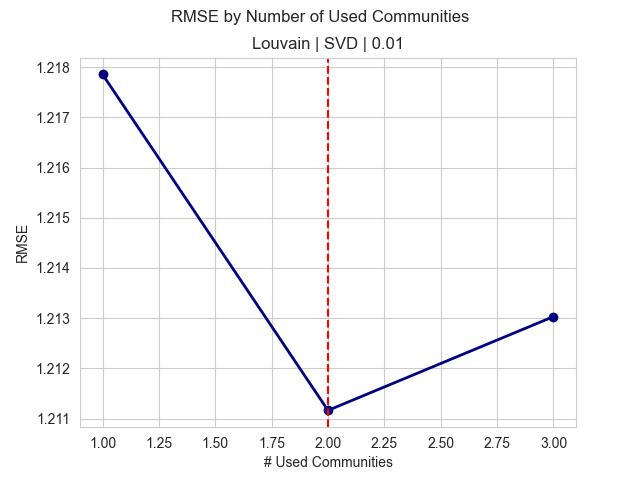 RMSE by Number of Used Communities
Louvain | SVD | 0.01
1.218
1.217
1.216
1.215
1.214
1.213
1.212
1.211
RMSE
1.00 1.25 1.50 1.75 2.00 2.25 2.50 2.75 3.00
# Used Communities